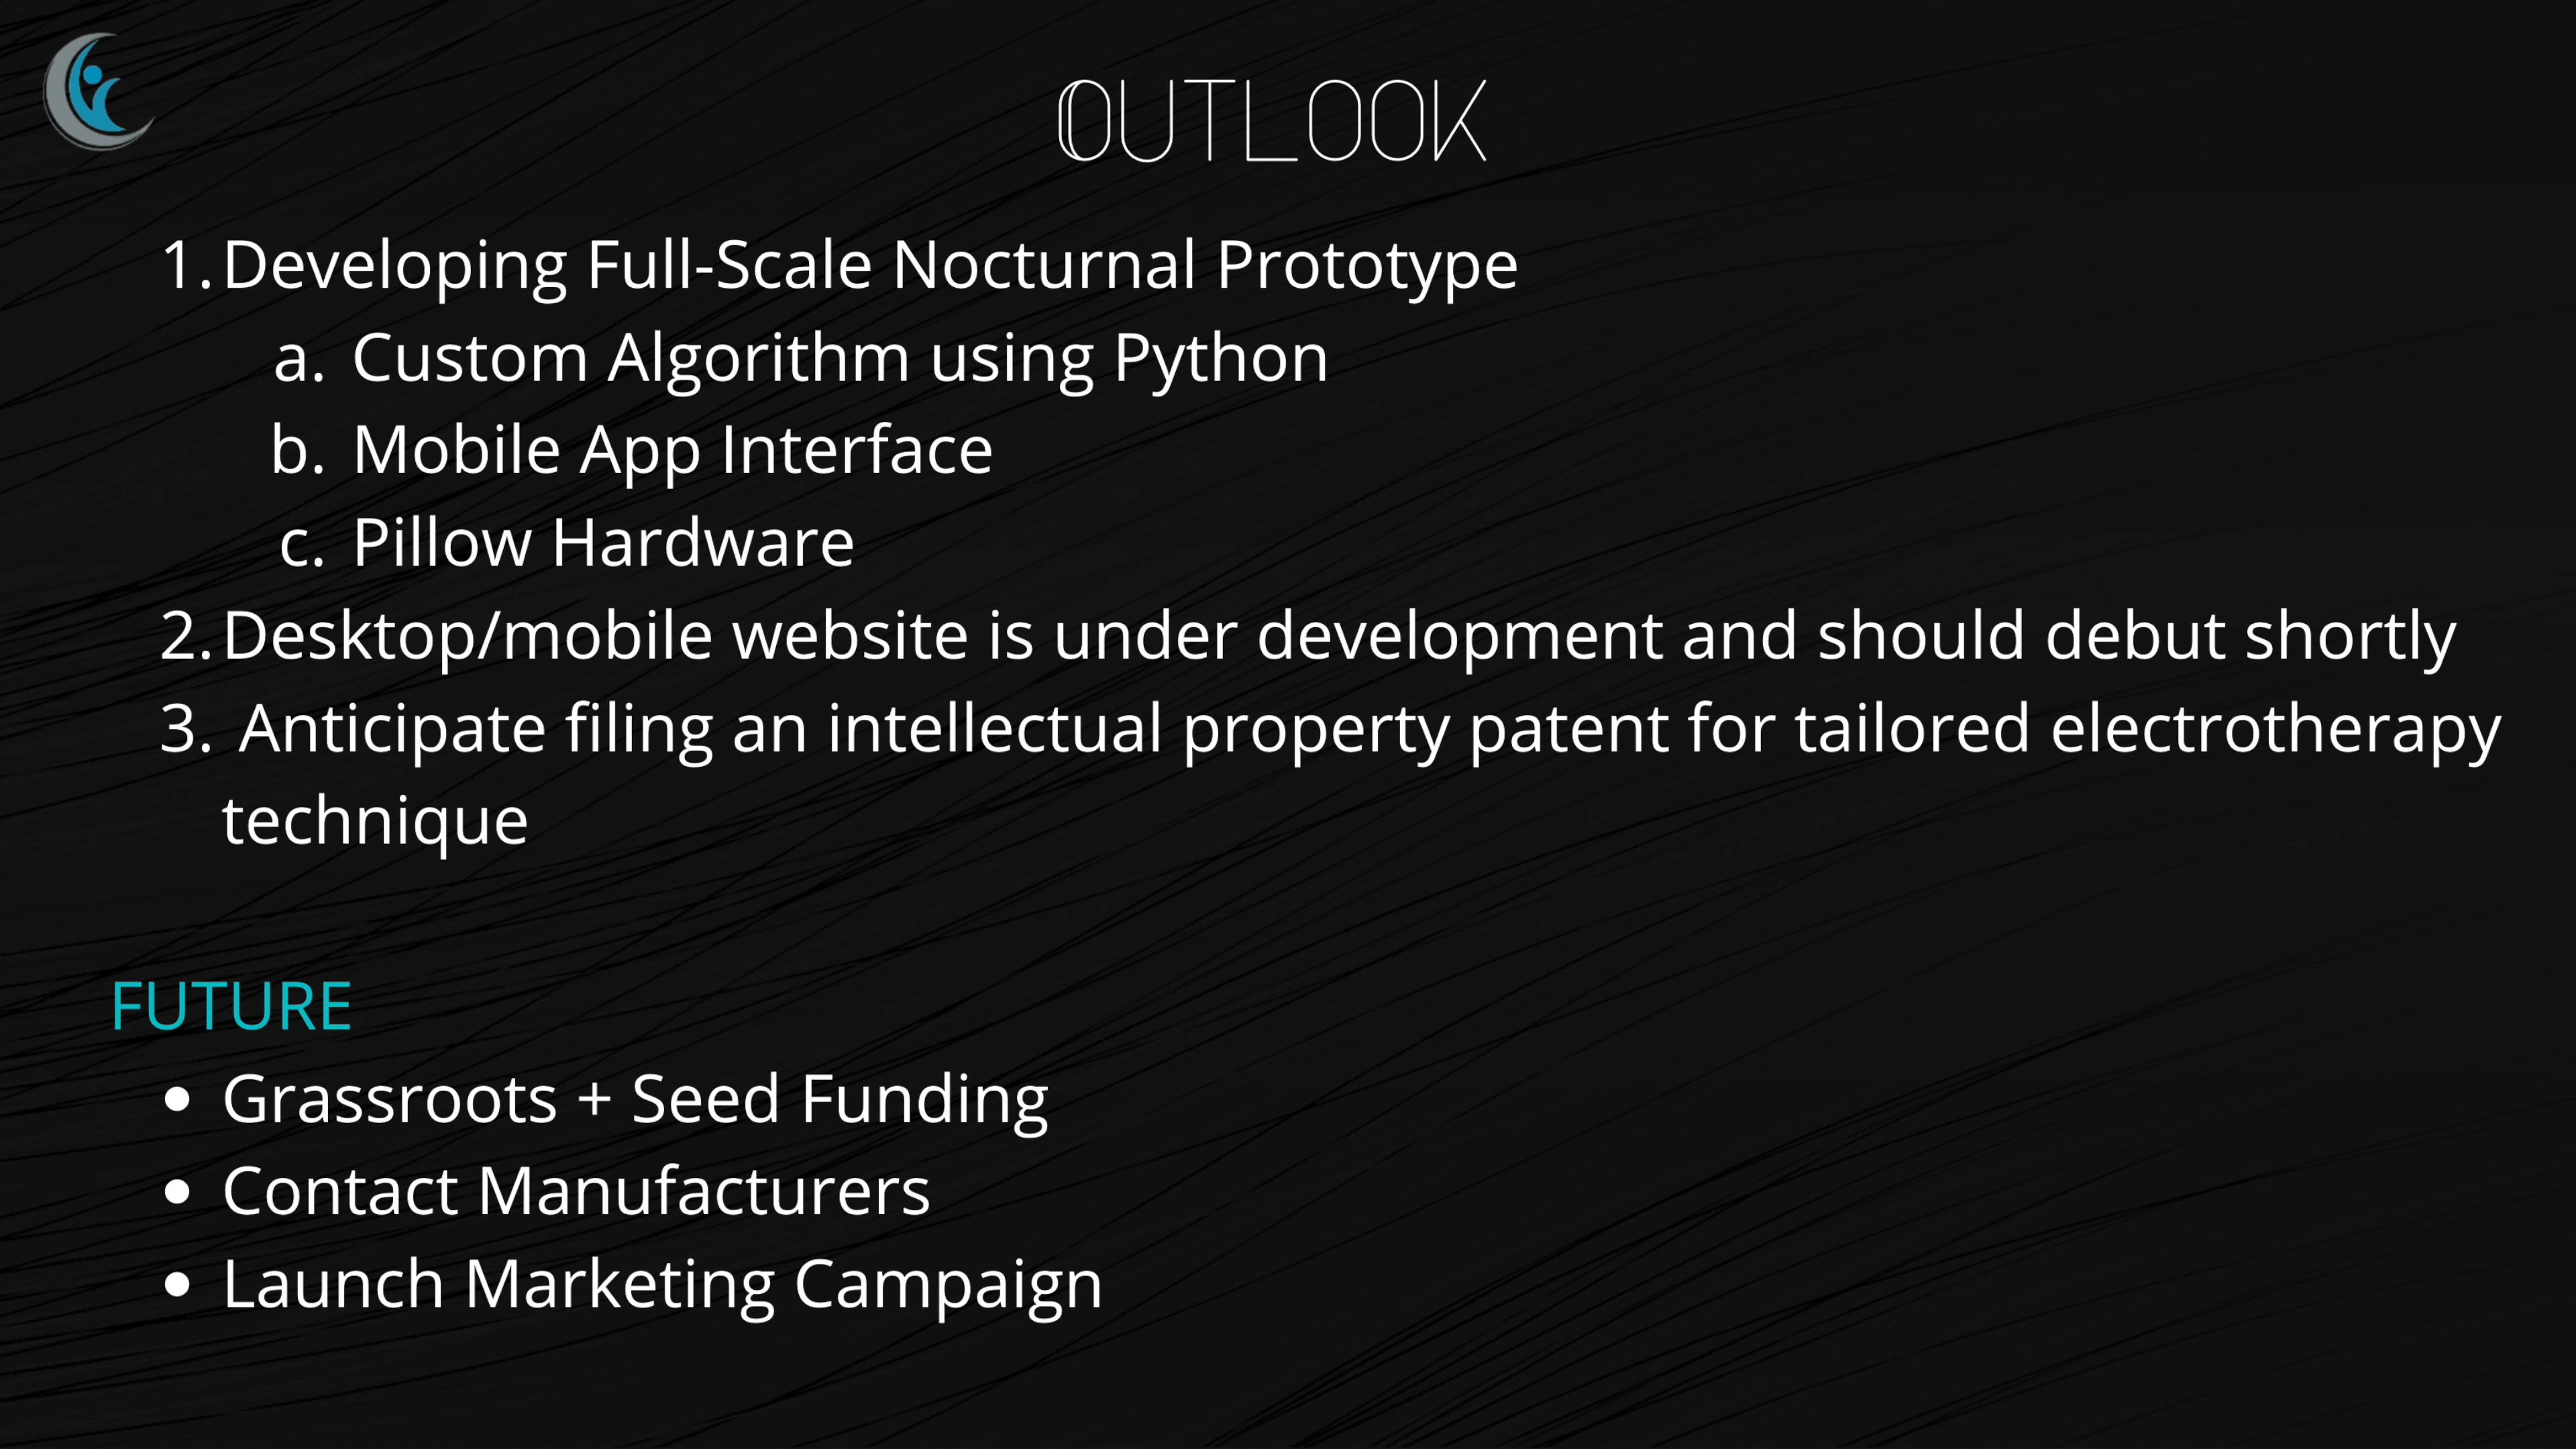 OUTLOOK
1. Developing Full-Scale Nocturnal Prototype
a. Custom Algorithm using Python
b. Mobile App Interface
c. Pillow Hardware
2. Desktop/mobile website is under development and should debut shortly
3. Anticipate filing an intellectual property patent for tailored electrotherapy
technique
FUTURE
• Grassroots + Seed Funding
• Contact Manufacturers
• Launch Marketing Campaign